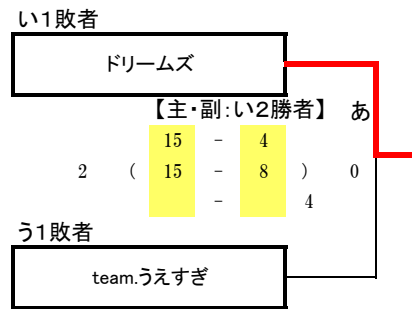 い1敗者
ドリームズ
【主・副:い2勝者】 あ
15 - 4
2 ( 15 - 8 ) 0
- 4
う1敗者
team.うえすぎ